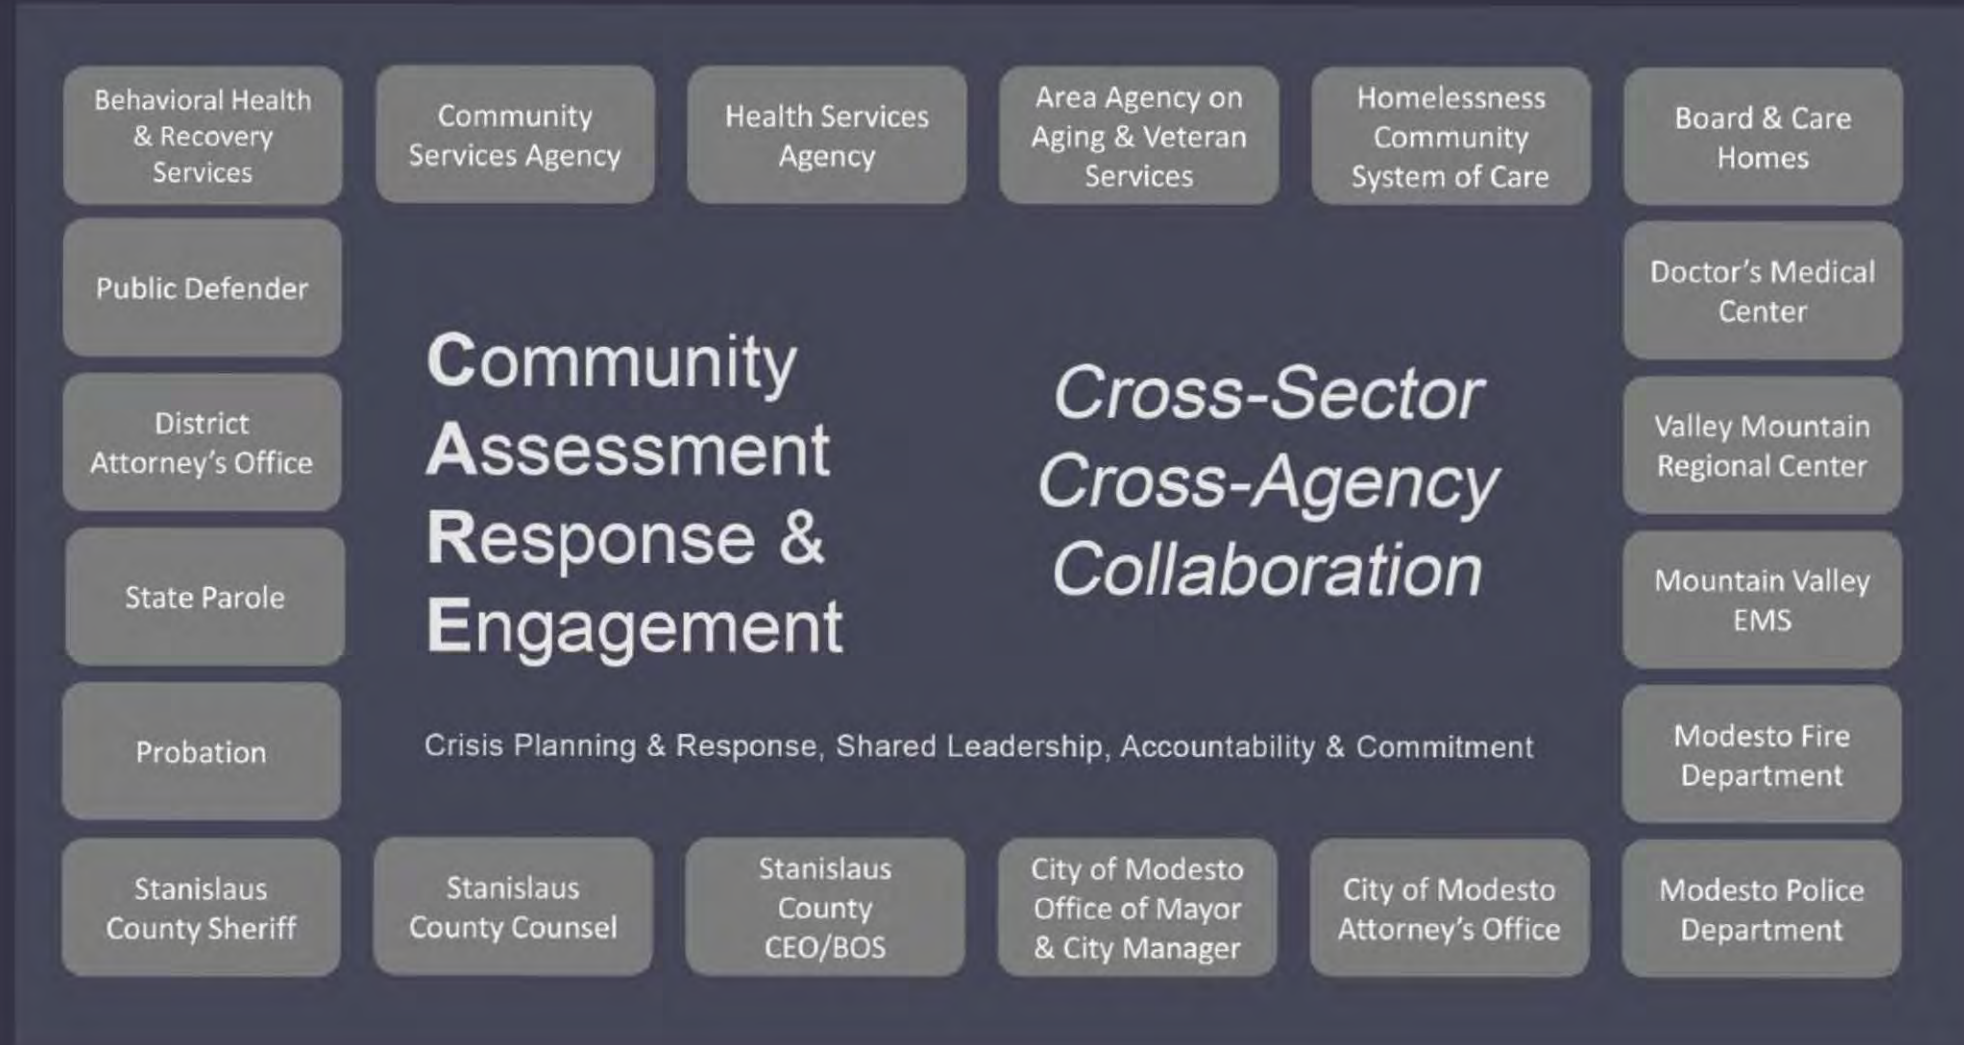 Behavioral Health
& Recovery
Services
Community
Services Agency
Health Services
Agency
Area Agency on
Aging & Veteran
Services
Homelessness
Community
System of Care
Board & Care
Homes
Public Defender
District
Attorney's Office
State Parole
Probation
Community
Assessment
Response &
Engagement
Cross-Sector
Cross-Agency
Collaboration
Crisis Planning & Response, Shared Leadership, Accountability & Commitment
Doctor's Medical
Center
Valley Mountain
Regional Center
Mountain Valley
EMS
Modesto Fire
Department
Stanislaus
County Sheriff
Stanislaus
County Counsel
Stanislaus
County
CEO/BOS
City of Modesto
Office of Mayor
& City Manager
City of Modesto
Attorney's Office
Modesto Police
Department